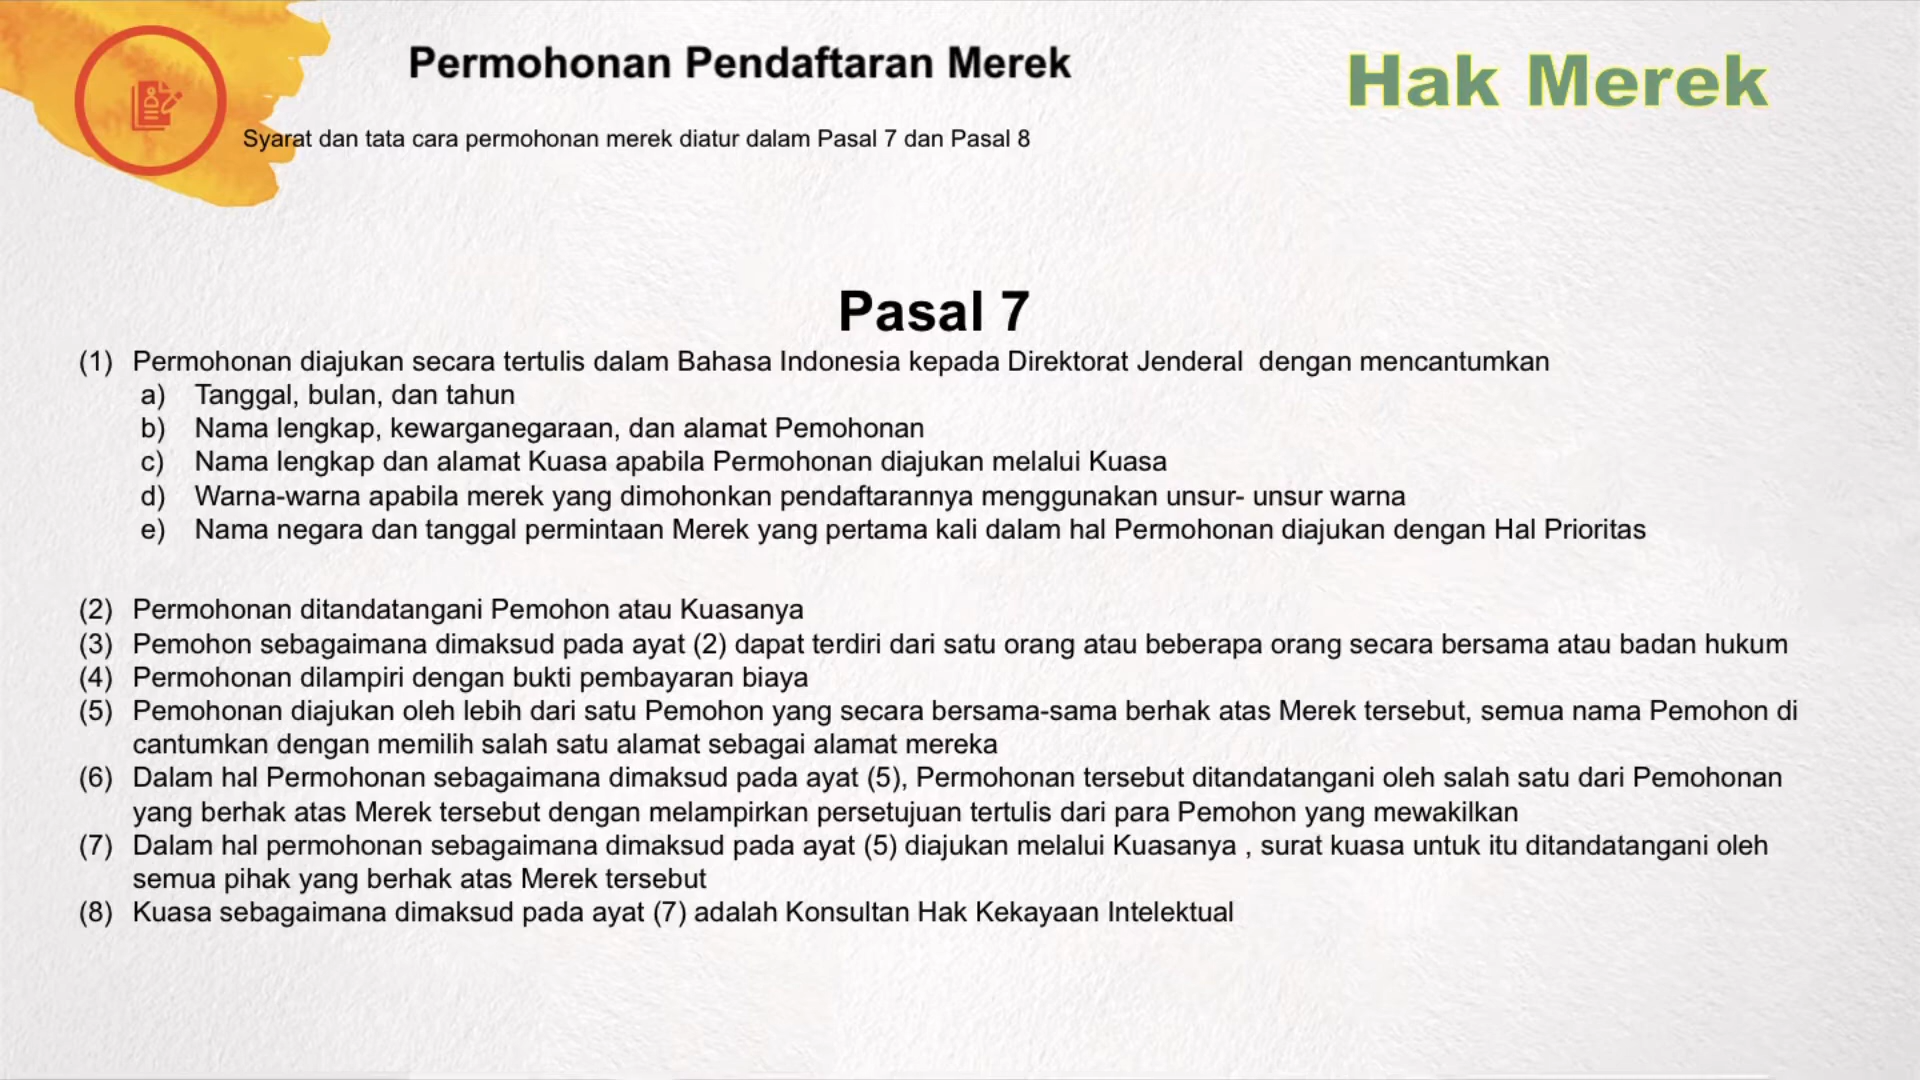 Permohonan Pendaftaran Merek
Hak Merek
Syarat dan tata cara permohonan merek diatur dalam Pasal 7 dan Pasal 8
Pasal 7
(1) Permohonan diajukan secara tertulis dalam Bahasa Indonesia kepada Direktorat Jenderal dengan mencantumkan
a) Tanggal, bulan, dan tahun
b) Nama lengkap, kewarganegaraan, dan alamat Pemohonan
c) Nama lengkap dan alamat Kuasa apabila Permohonan diajukan melalui Kuasa
d) Warna-warna apabila merek yang dimohonkan pendaftarannya menggunakan unsur- unsur warna
e) Nama negara dan tanggal permintaan Merek yang pertama kali dalam hal Permohonan diajukan dengan Hal Prioritas
(2) Permohonan ditandatangani Pemohon atau Kuasanya
(3) Pemohon sebagaimana dimaksud pada ayat (2) dapat terdiri dari satu orang atau beberapa orang secara bersama atau badan hukum
(4) Permohonan dilampiri dengan bukti pembayaran biaya
(5) Pemohonan diajukan oleh lebih dari satu Pemohon yang secara bersama-sama berhak atas Merek tersebut, semua nama Pemohon di
cantumkan dengan memilih salah satu alamat sebagai alamat mereka
(6) Dalam hal Permohonan sebagaimana dimaksud pada ayat (5), Permohonan tersebut ditandatangani oleh salah satu dari Pemohonan
yang berhak atas Merek tersebut dengan melampirkan persetujuan tertulis dari para Pemohon yang mewakilkan
(7) Dalam hal permohonan sebagaimana dimaksud pada ayat (5) diajukan melalui Kuasanya , surat kuasa untuk itu ditandatangani oleh
semua pihak yang berhak atas Merek tersebut
(8) Kuasa sebagaimana dimaksud pada ayat (7) adalah Konsultan Hak Kekayaan Intelektual